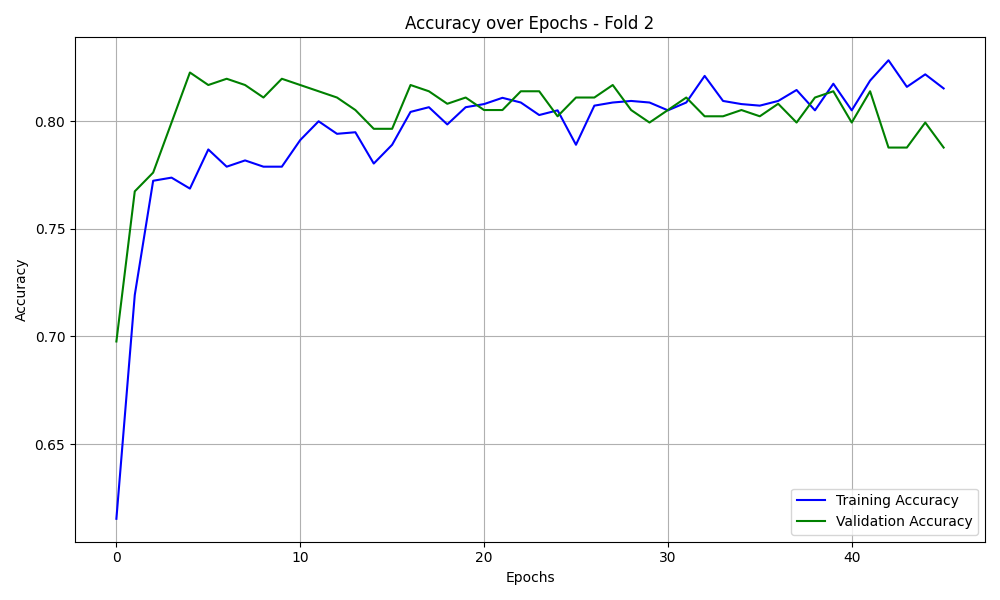 Accuracy over Epochs - Fold 2
Accuracy
0.80
0.75
0.70
0.65
0
10
20
30
40
Epochs
Training Accuracy
Validation Accuracy